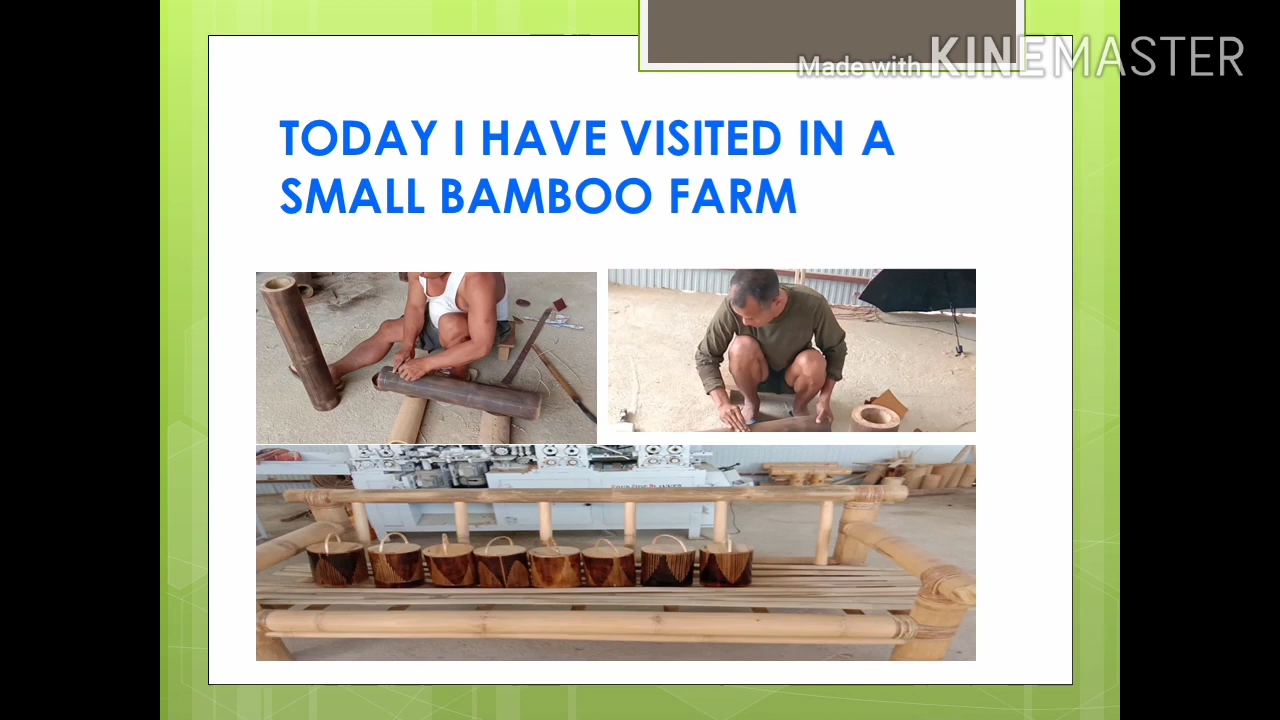 Made with KINEMASTER
TODAY I HAVE VISITED IN A
SMALL BAMBOO FARM